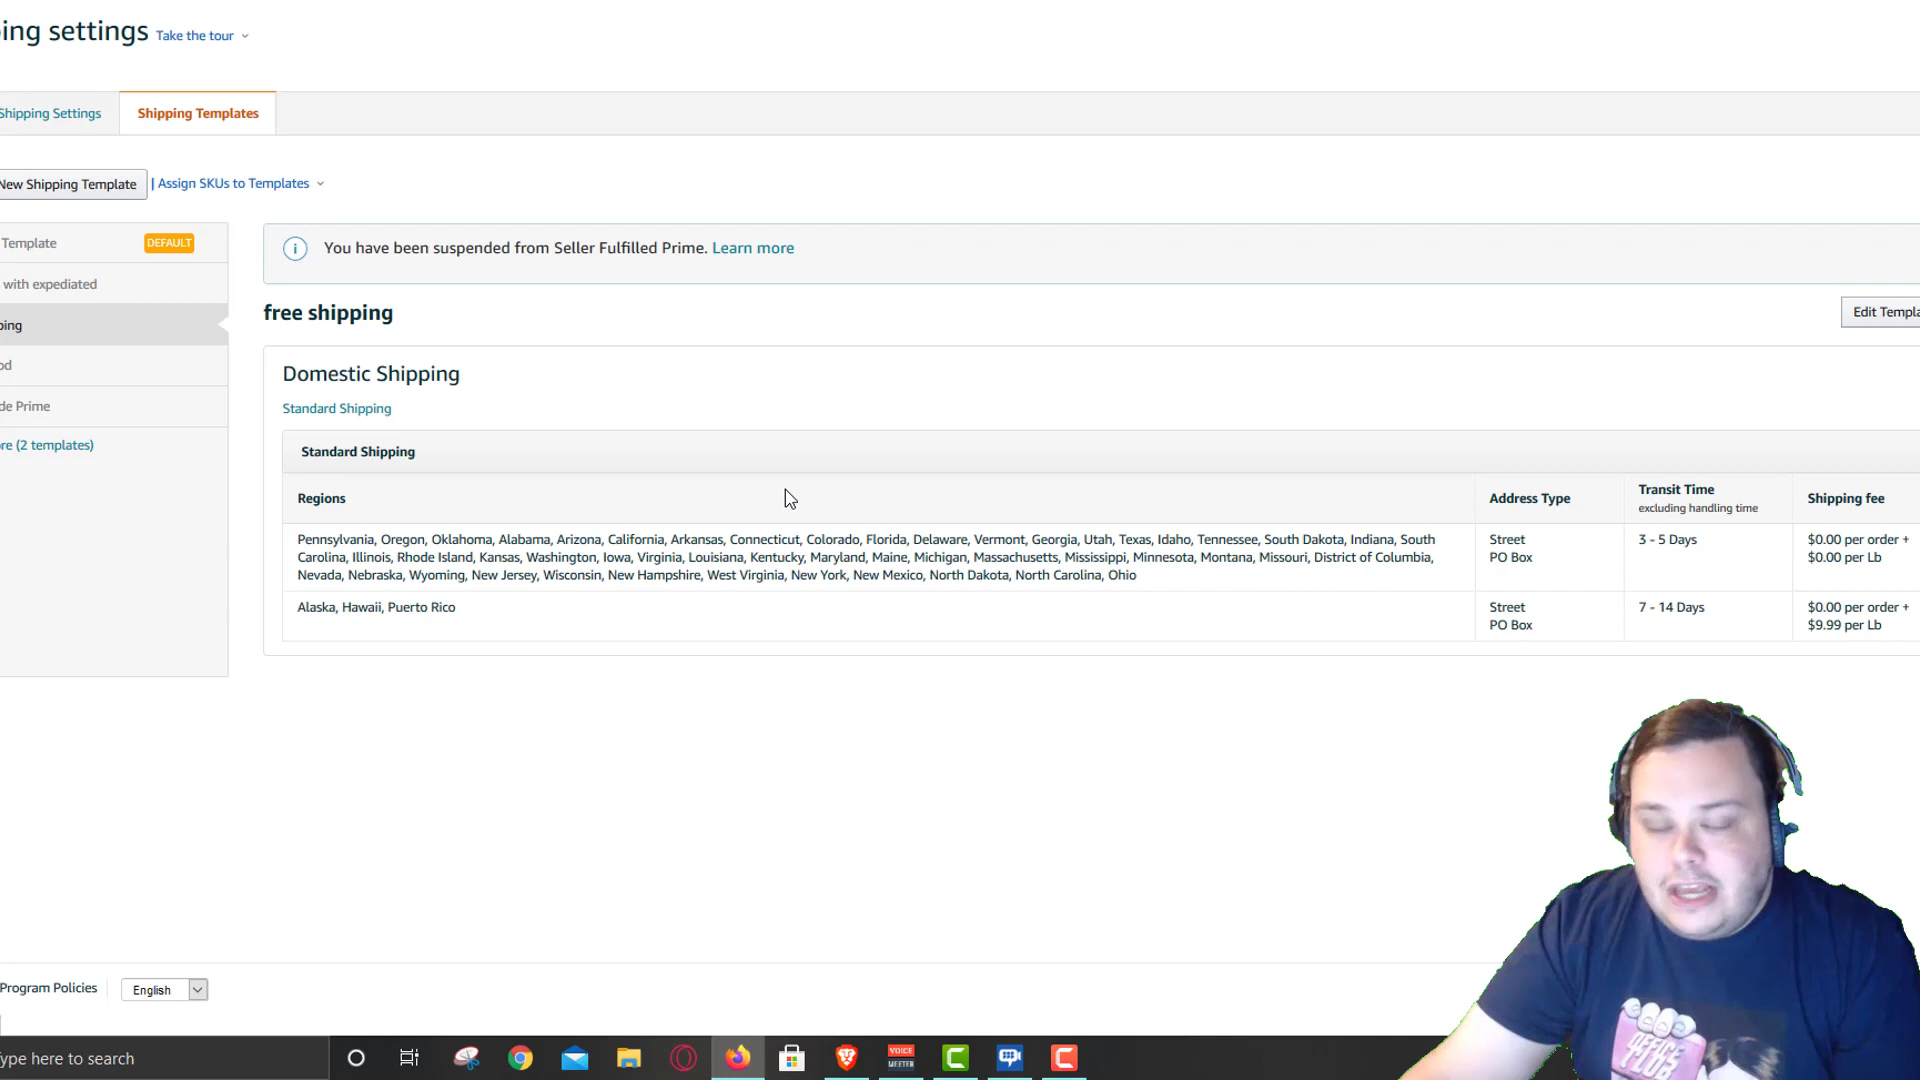 ing settings Take the tour
Shipping Settings
Shipping Templates
New Shipping Template | Assign SKUs to Templates
Template DEFAULT
with expediated
ping
od
de Prime
re (2 templates)
You have been suspended from Seller Fulfilled Prime. Learn more
free shipping
Edit Templa
Domestic Shipping
Standard Shipping
Standard Shipping
Regions
Address Type
Transit Time
excluding handling time
Shipping fee
Pennsylvania, Oregon, Oklahoma, Alabama, Arizona, California, Arkansas, Connecticut, Colorado, Florida, Delaware, Vermont, Georgia, Utah, Texas, Idaho, Tennessee, South Dakota, Indiana, South
Carolina, Illinois, Rhode Island, Kansas, Washington, Iowa, Virginia, Louisiana, Kentucky, Maryland, Maine, Michigan, Massachusetts, Mississippi, Minnesota, Montana, Missouri, District of Columbia,
Nevada, Nebraska, Wyoming, New Jersey, Wisconsin, New Hampshire, West Virginia, New York, New Mexico, North Dakota, North Carolina, Ohio
Street
PO Box
3 - 5 Days
$0.00 per order +
$0.00 per Lb
Alaska, Hawaii, Puerto Rico
Street
PO Box
7 - 14 Days
$0.00 per order +
$9.99 per Lb
Program Policies
English
ype here to search
VOICE
MEETER